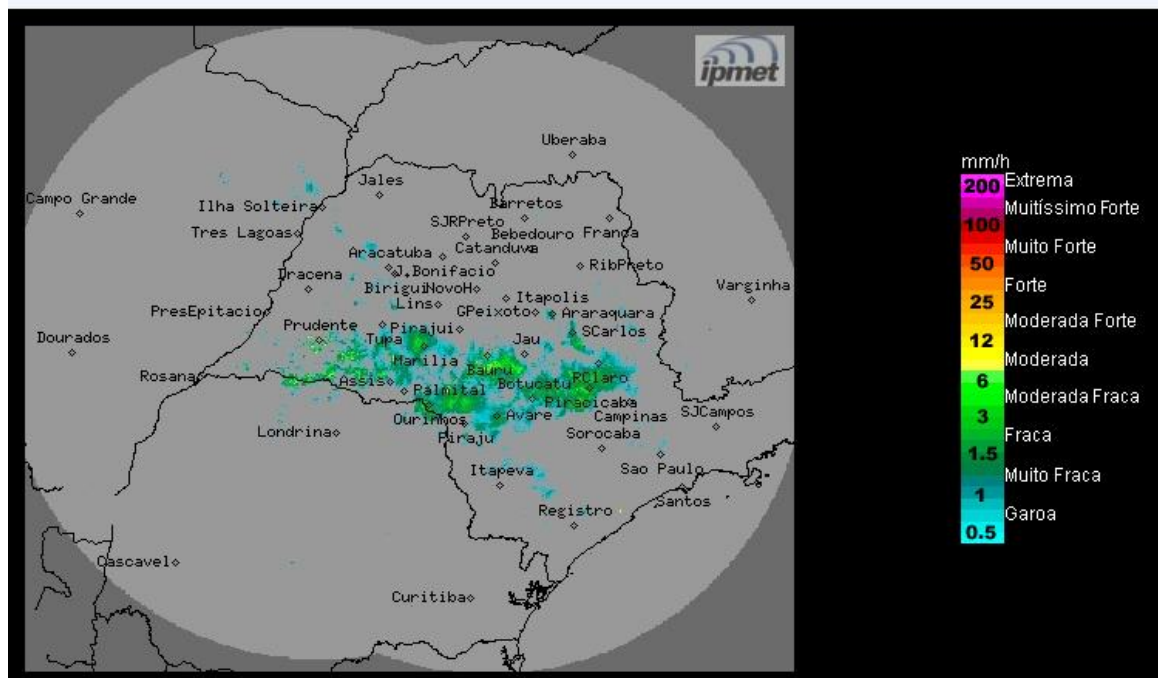 ipmet
Uberaba
Jales
Campo Grande
Ilha Solteira
Barretos
SJRPreto
Tres Lagoas
Bebedouro
Franca
Catanduva
Aracatuba
J.Bonifacio
RibPreto
Dracena
Birigui
NovoH
Varginha
Itapolis
Lins
GPeixoto
PresEpitacio
Araraquara
Prudente
Pirajui
SCarlos
Dourados
Tupa
Jau
Marilia
Bauru
Rosana
Assis
Botucatu
RClaro
Palmital
Piracicaba
Ourinhos
Avare
Campinas
SJCampos
Londrina
Piraju
Sorocaba
Itapeva
Sao Paulo
Santos
Registro
Cascavel
Curitiba
mm/h
200 Extrema
Muitíssimo Forte
100
Muito Forte
50
Forte
25
Moderada Forte
12
Moderada
6
Moderada Fraca
3
Fraca
1.5
Muito Fraca
1
Garoa
0.5